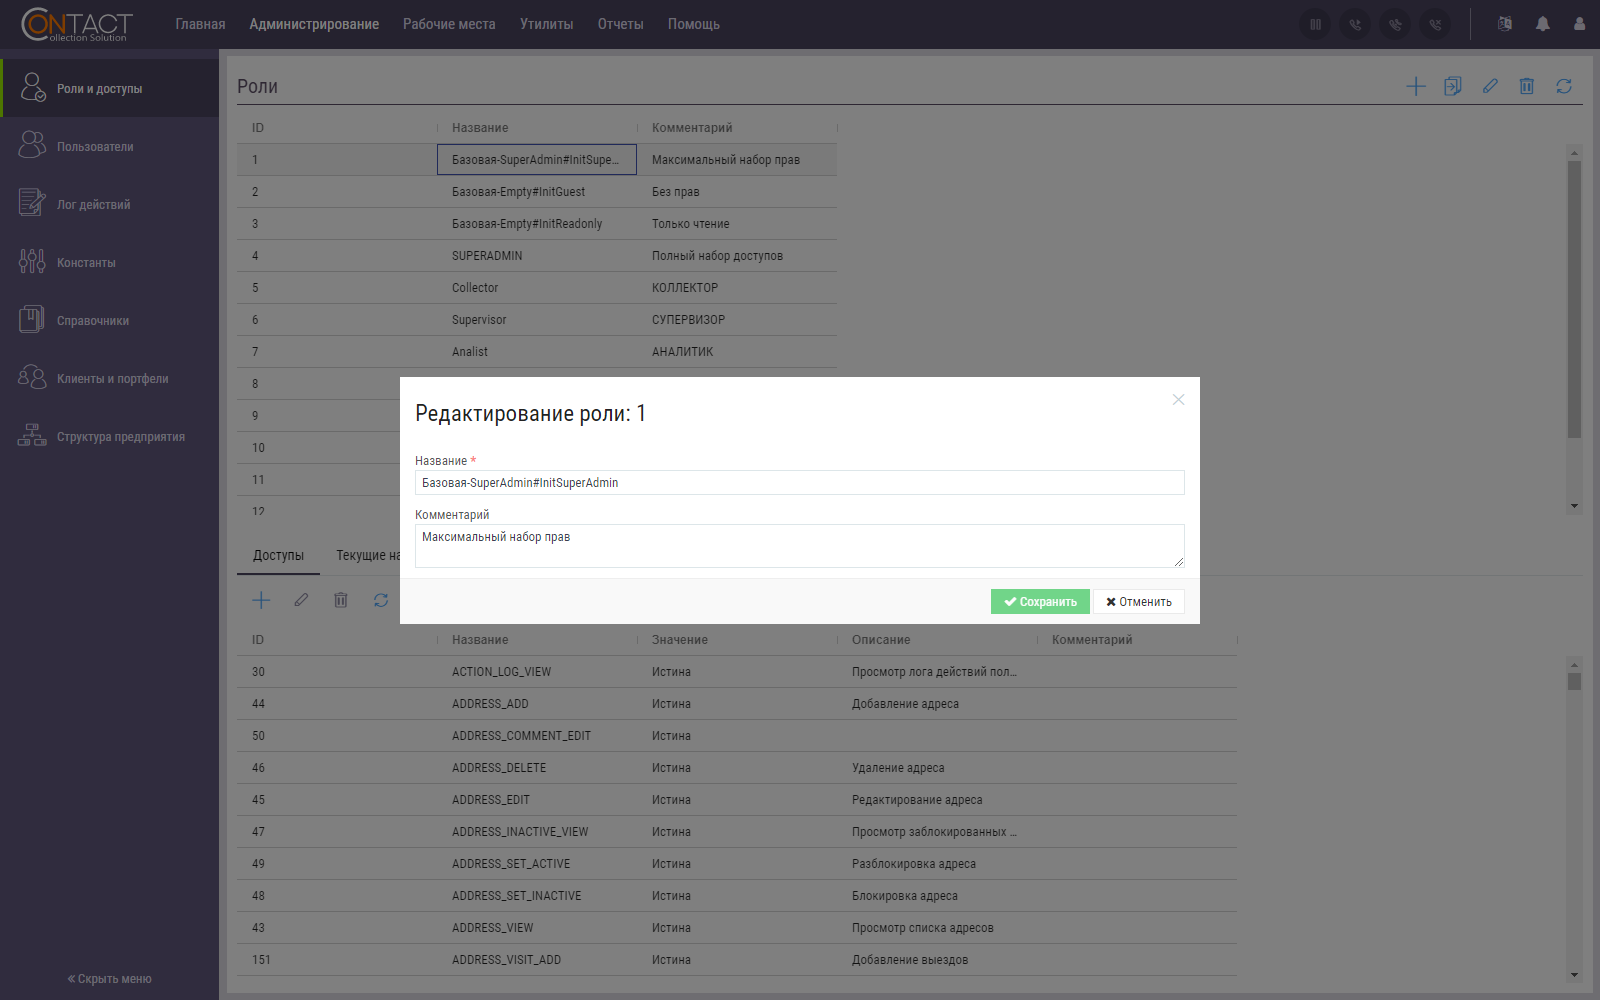 CONTACT
Collection Solution
Главная Администрирование Рабочие места Утилиты Отчеты Помощь
Роли и доступы
Пользователи
Лог действий
Константы
Справочники
Клиенты и портфели
Структура предприятия
« Скрыть меню
Роли
ID Название Комментарий
1 Базовая-SuperAdmin#InitSupe... Максимальный набор прав
2 Базовая-Empty#InitGuest Без прав
3 Базовая-Empty#InitReadonly Только чтение
4 SUPERADMIN Полный набор доступов
5 Collector КОЛЛЕКТОР
6 Supervisor СУПЕРВИЗОР
7 Analist АНАЛИТИК
8
9
10
11
12
Редактирование роли: 1
Название *
Базовая-SuperAdmin#InitSuperAdmin
Комментарий
Максимальный набор прав
Сохранить Отменить
Доступы Текущие на
ID Название Значение Описание Комментарий
30 ACTION_LOG_VIEW Истина Просмотр лога действий пол...
44 ADDRESS_ADD Истина Добавление адреса
50 ADDRESS_COMMENT_EDIT Истина
46 ADDRESS_DELETE Истина Удаление адреса
45 ADDRESS_EDIT Истина Редактирование адреса
47 ADDRESS_INACTIVE_VIEW Истина Просмотр заблокированных ...
49 ADDRESS_SET_ACTIVE Истина Разблокировка адреса
48 ADDRESS_SET_INACTIVE Истина Блокировка адреса
43 ADDRESS_VIEW Истина Просмотр списка адресов
151 ADDRESS_VISIT_ADD Истина Добавление выездов